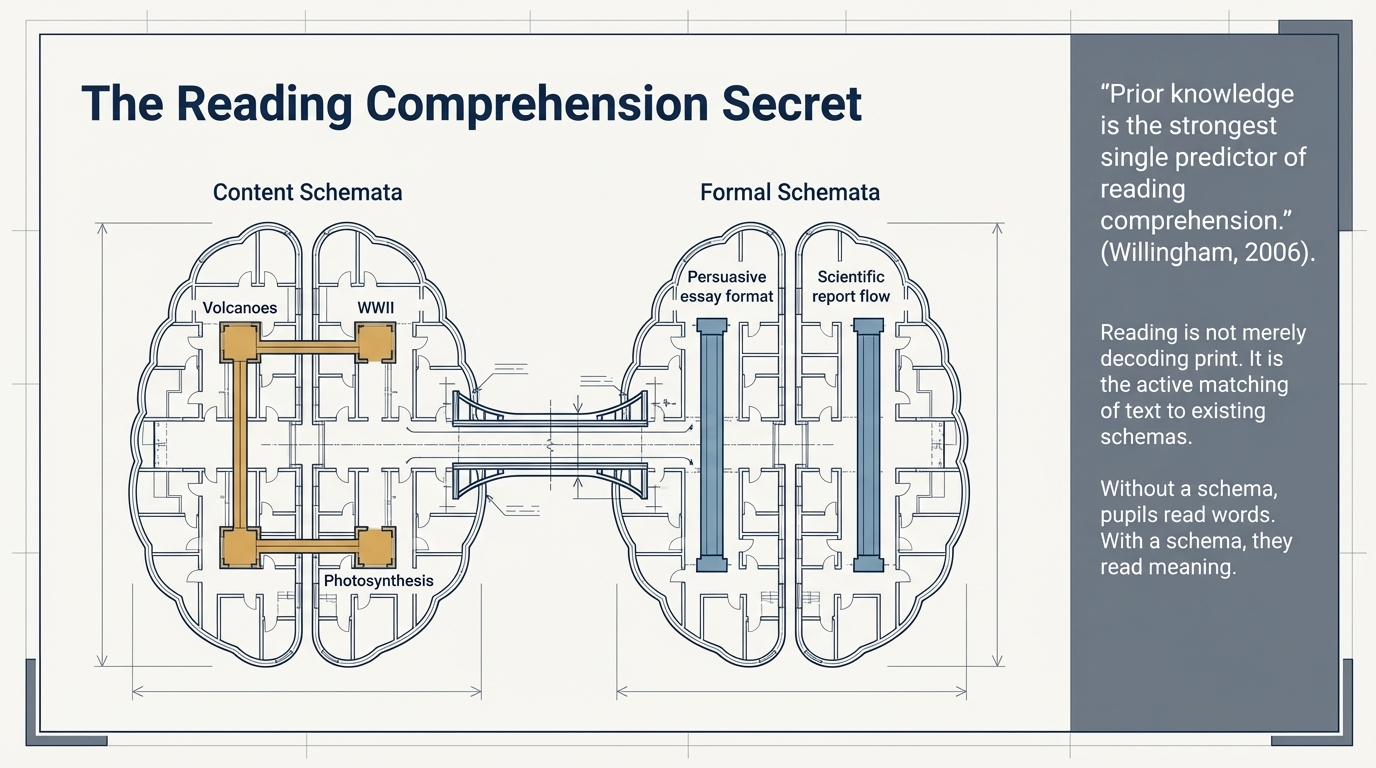 The Reading Comprehension Secret
Content Schemata
Volcanoes
WWII
Photosynthesis
Formal Schemata
Persuasive
essay format
Scientific
report flow
“Prior knowledge
is the strongest
single predictor of
reading
comprehension.”
(Willingham, 2006).
Reading is not merely
decoding print. It is
the active matching
of text to existing
schemas.
Without a schema,
pupils read words.
With a schema, they
read meaning.